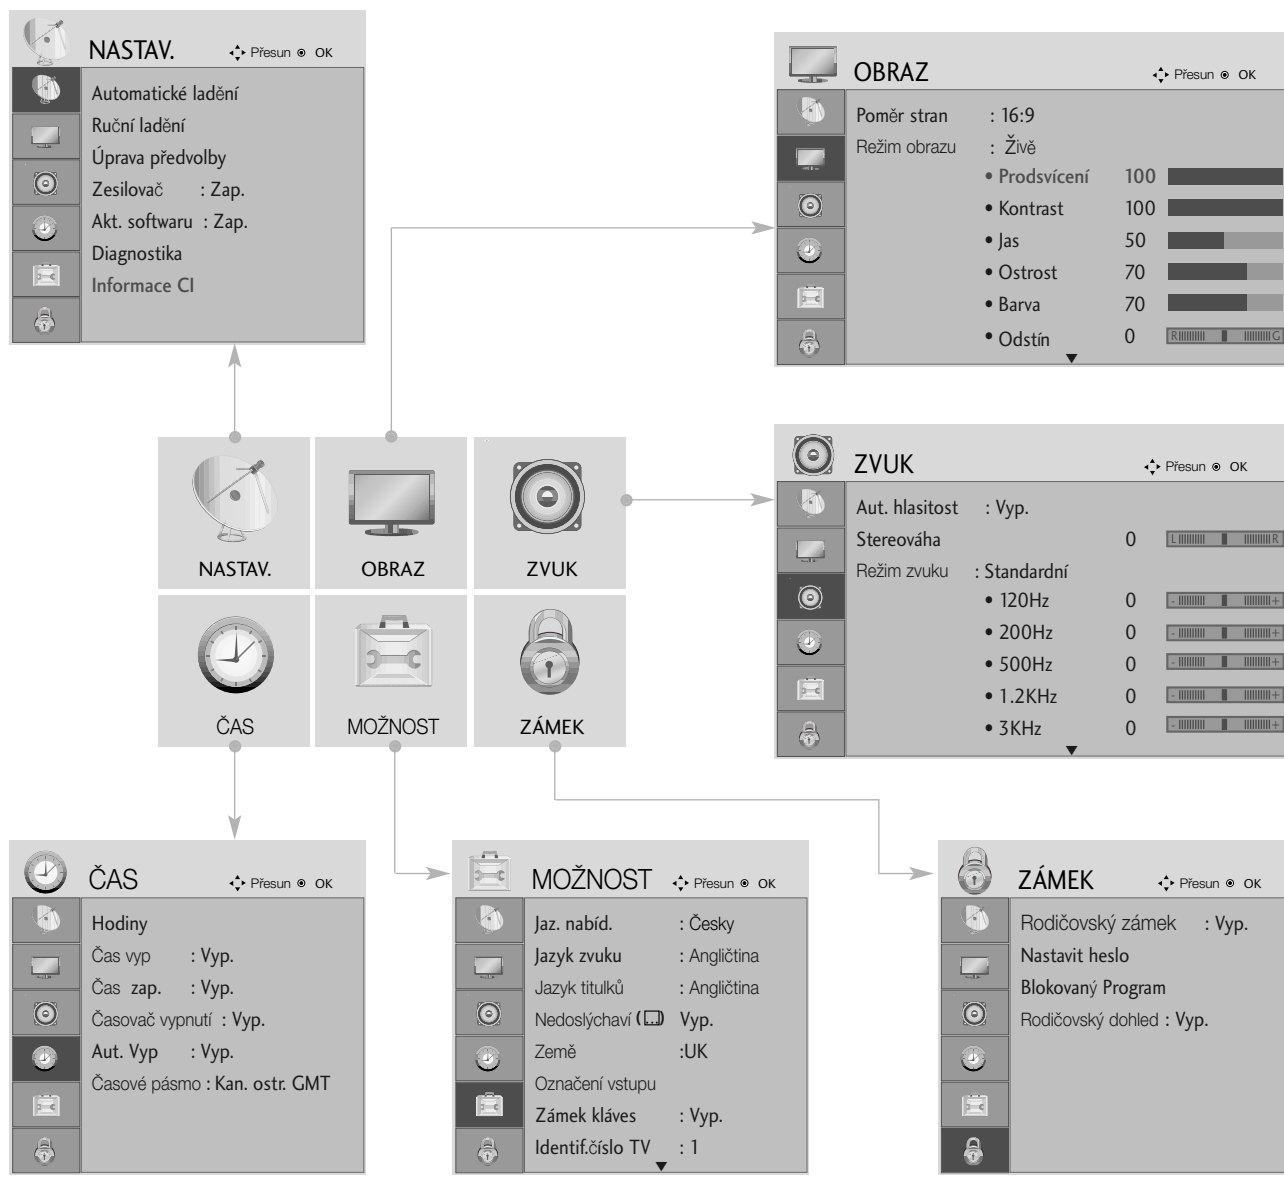 NASTAV.
Přesun OK
Automatické ladění
Ruční ladění
Úprava předvolby
Zesilovač : Zap.
Akt. softwaru : Zap.
Diagnostika
Informace CI
OBRAZ
Přesun OK
Poměr stran : 16:9
Režim obrazu : Živě
• Prodsvícení 100
• Kontrast 100
• Jas 50
• Ostrost 70
• Barva 70
• Odstín 0 R G
NASTAV.
OBRAZ
ZVUK
ČAS
MOŽNOST
ZÁMEK
ZVUK
Přesun OK
Aut. hlasitost : Vyp.
Stereováha 0 L R
Režim zvuku : Standardní
• 120Hz 0 - +
• 200Hz 0 - +
• 500Hz 0 - +
• 1.2KHz 0 - +
• 3KHz 0 - +
ČAS
Přesun OK
Hodiny
Čas vyp : Vyp.
Čas zap. : Vyp.
Časovač vypnutí : Vyp.
Aut. Vyp : Vyp.
Časové pásmo : Kan. ostr. GMT
MOŽNOST
Přesun OK
Jaz. nabíd. : Česky
Jazyk zvuku : Angličtina
Jazyk titulků : Angličtina
Nedoslýchaví ( ) Vyp.
Země :UK
Označení vstupu
Zámek kláves : Vyp.
Identif.číslo TV : 1
ZÁMEK
Přesun OK
Rodičovský zámek : Vyp.
Nastavit heslo
Blokovaný Program
Rodičovský dohled : Vyp.